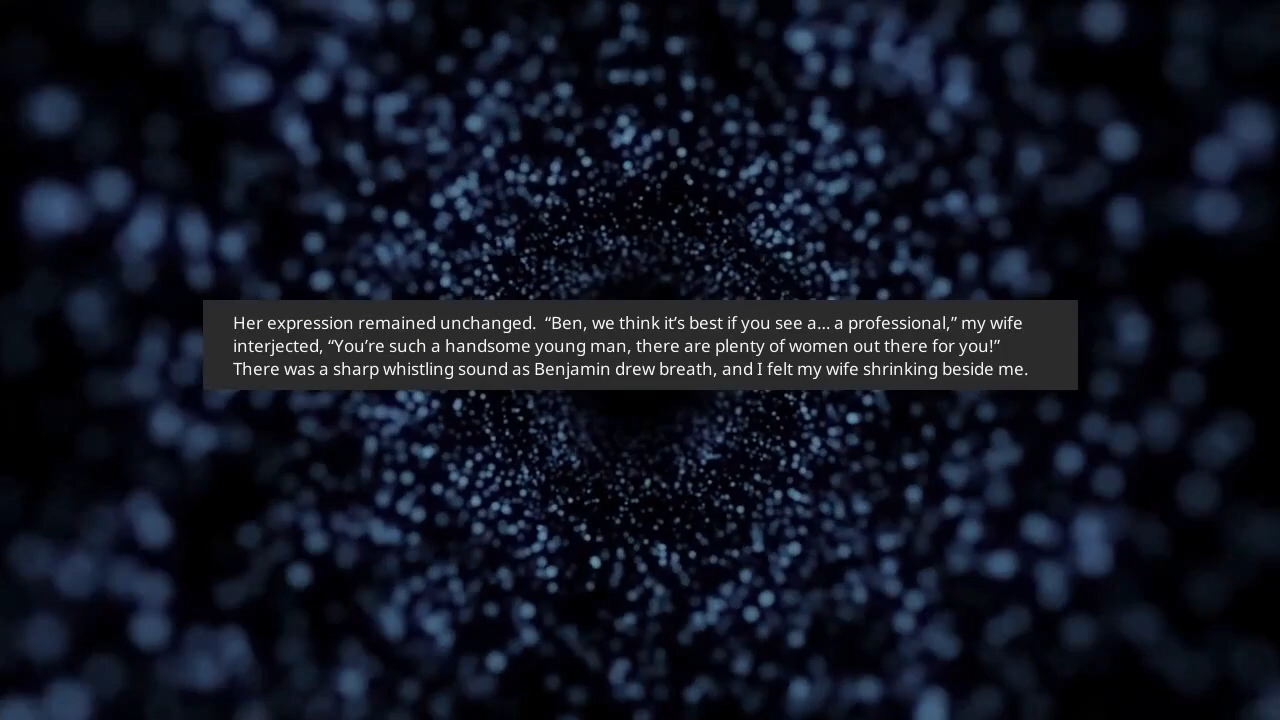 Her expression remained unchanged.  “Ben, we think it’s best if you see a... a professional,” my wife
interjected, “You’re such a handsome young man, there are plenty of women out there for you!”
There was a sharp whistling sound as Benjamin drew breath, and I felt my wife shrinking beside me.